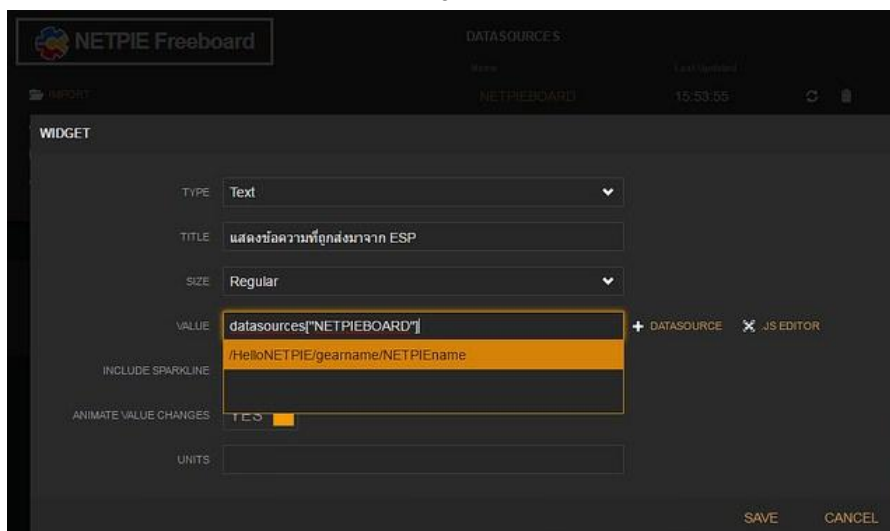 NETPIE Freeboard
DATASOURCES
Name
Last Updated
IMPORT
NETPIEBOARD
15:53:55
WIDGET
TYPE
Text
TITLE
แสดงข้อความที่ถูกส่งมาจาก ESP
SIZE
Regular
VALUE
datasources["NETPIEBOARD"]
DATASOURCE
.JS EDITOR
/HelloNETPIE/gearname/NETPIEname
INCLUDE SPARKLINE
ANIMATE VALUE CHANGES
YES
UNITS
SAVE
CANCEL